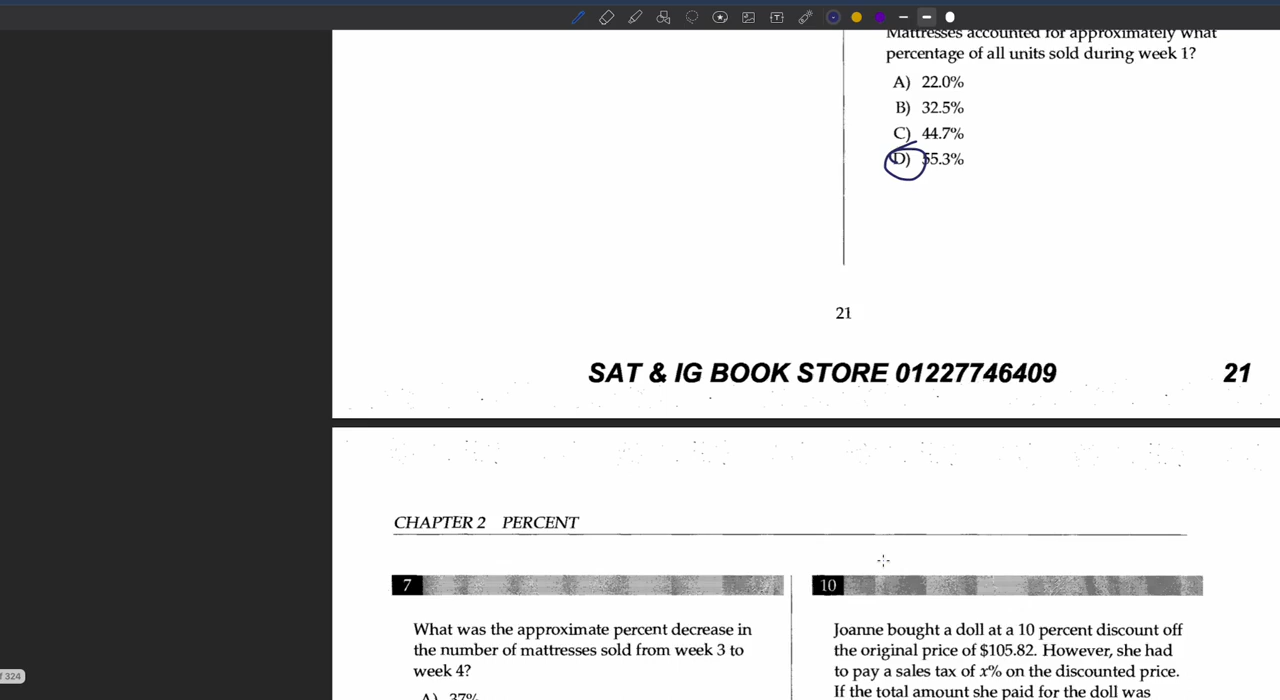 Mattresses accounted for approximately what
percentage of all units sold during week 1?
A) 22.0%
B) 32.5%
C) 44.7%
D) 55.3%
21
SAT & IG BOOK STORE 01227746409
21
CHAPTER 2 PERCENT
7
What was the approximate percent decrease in
the number of mattresses sold from week 3 to
week 4?
A) 37%
10
Joanne bought a doll at a 10 percent discount off
the original price of $105.82. However, she had
to pay a sales tax of x% on the discounted price.
If the total amount she paid for the doll was
f 324